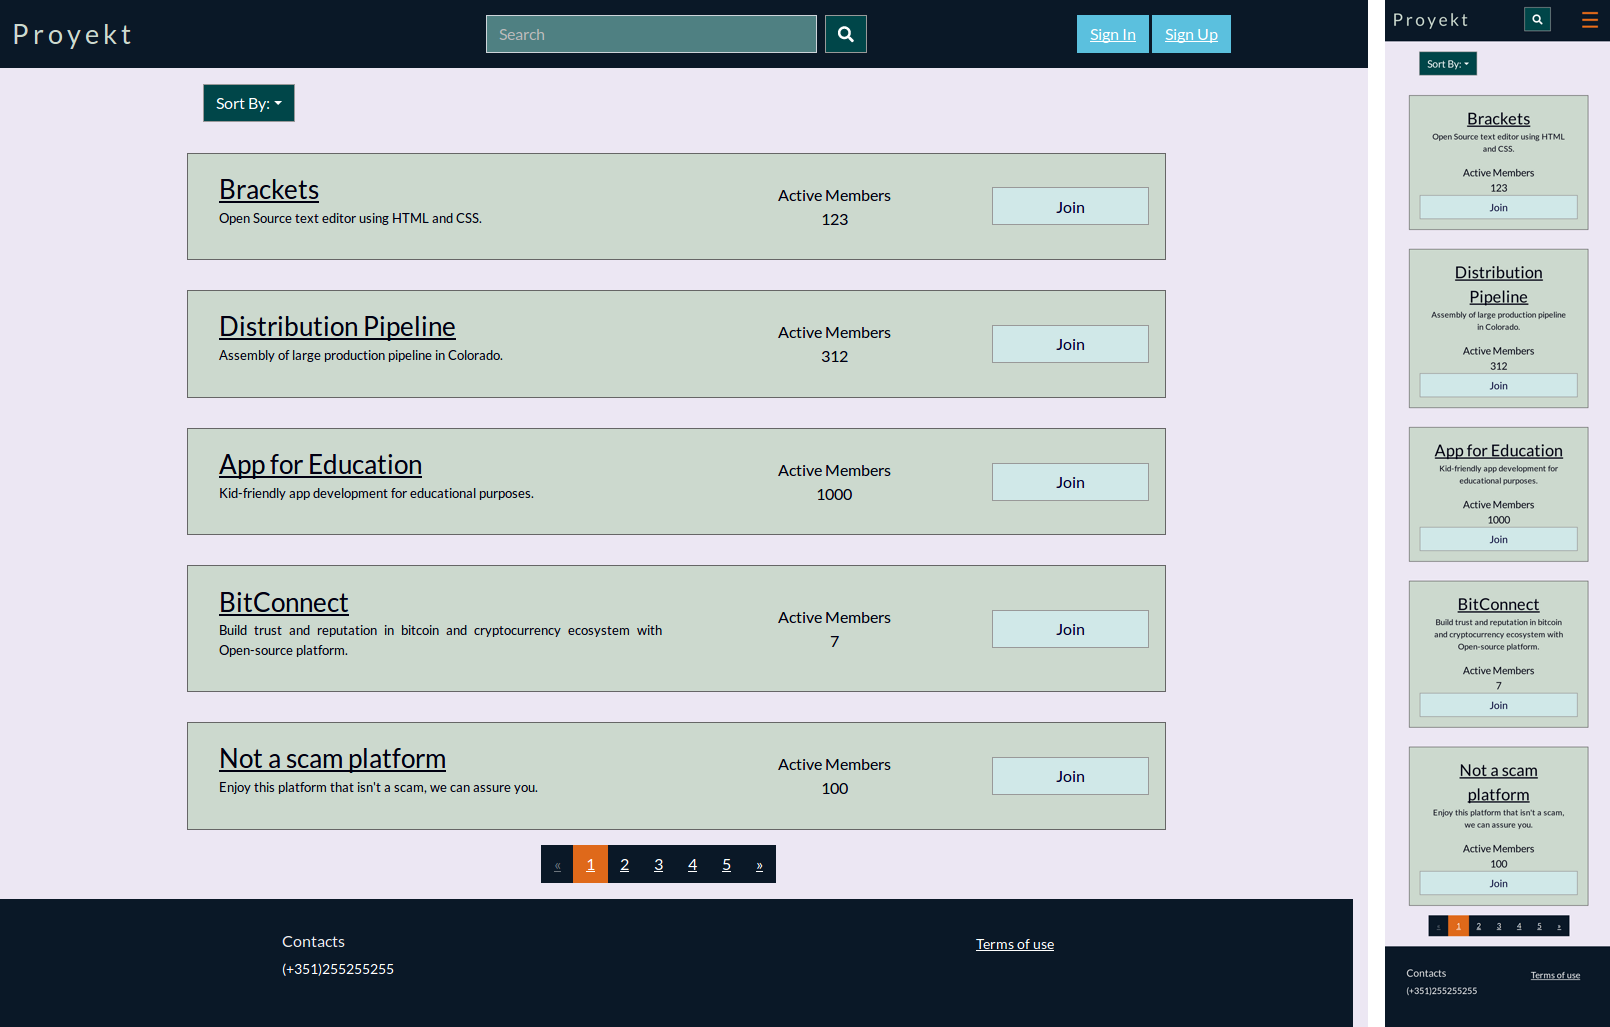 Proyekt
Search
Sign In Sign Up
Sort By:
Brackets
Open Source text editor using HTML and CSS.
Active Members
123
Join
Distribution Pipeline
Assembly of large production pipeline in Colorado.
Active Members
312
Join
App for Education
Kid-friendly app development for educational purposes.
Active Members
1000
Join
BitConnect
Build trust and reputation in bitcoin and cryptocurrency ecosystem with
Open-source platform.
Active Members
7
Join
Not a scam platform
Enjoy this platform that isn't a scam, we can assure you.
Active Members
100
Join
« 1 2 3 4 5 »
Contacts
(+351)255255255
Terms of use
Proyekt
Sort By:
Brackets
Open Source text editor using HTML
and CSS.
Active Members
123
Join
Distribution
Pipeline
Assembly of large production pipeline
in Colorado.
Active Members
312
Join
App for Education
Kid-friendly app development for
educational purposes.
Active Members
1000
Join
BitConnect
Build trust and reputation in bitcoin
and cryptocurrency ecosystem with
Open-source platform.
Active Members
7
Join
Not a scam
platform
Enjoy this platform that isn't a scam,
we can assure you.
Active Members
100
Join
« 1 2 3 4 5 »
Contacts
(+351)255255255
Terms of use